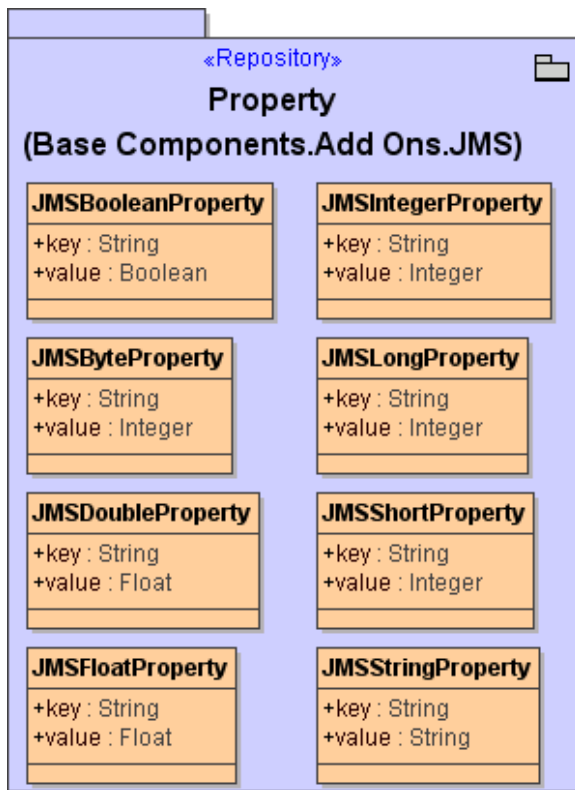 «Repository»
Property
(Base Components.Add Ons.JMS)
JMSBooleanProperty
+key : String
+value : Boolean
JMSIntegerProperty
+key : String
+value : Integer
JMSByteProperty
+key : String
+value : Integer
JMSLongProperty
+key : String
+value : Integer
JMSDoubleProperty
+key : String
+value : Float
JMSShortProperty
+key : String
+value : Integer
JMSFloatProperty
+key : String
+value : Float
JMSStringProperty
+key : String
+value : String